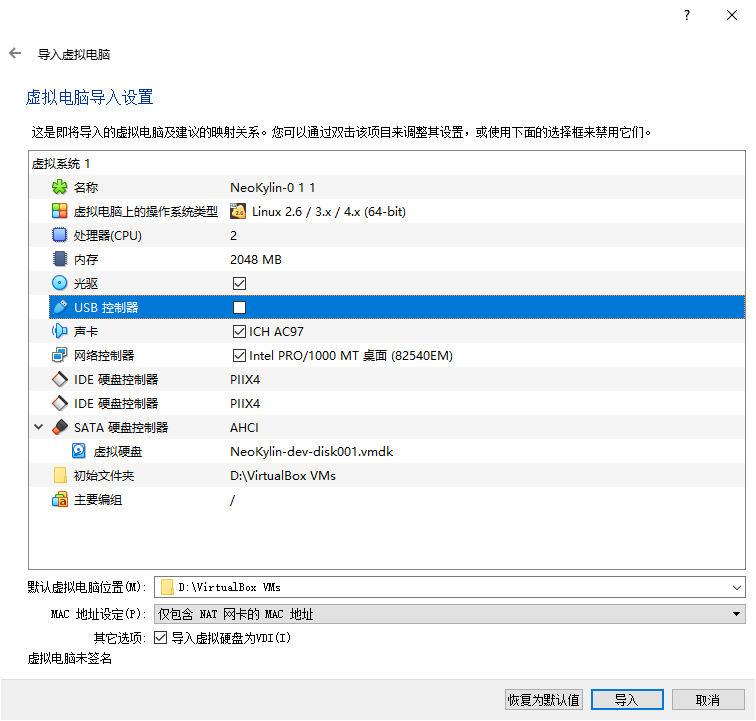 ?
导入虚拟电脑
虚拟电脑导入设置
这是即将导入的虚拟电脑及建议的映射关系。您可以通过双击该项目来调整其设置，或使用下面的选择框来禁用它们。
虚拟系统 1
名称 NeoKylin-0 1 1
虚拟电脑上的操作系统类型 Linux 2.6 / 3.x / 4.x (64-bit)
处理器(CPU) 2
内存 2048 MB
光驱
USB 控制器
声卡 ICH AC97
网络控制器 Intel PRO/1000 MT 桌面 (82540EM)
IDE 硬盘控制器 PIIX4
IDE 硬盘控制器 PIIX4
SATA 硬盘控制器 AHCI
虚拟硬盘 NeoKylin-dev-disk001.vmdk
初始文件夹 D:\VirtualBox VMs
主要编组 /
默认虚拟电脑位置(M): D:\VirtualBox VMs
MAC 地址设定(P): 仅包含 NAT 网卡的 MAC 地址
其它选项: 导入虚拟硬盘为VDI(I)
虚拟电脑未签名
恢复为默认值 导入 取消